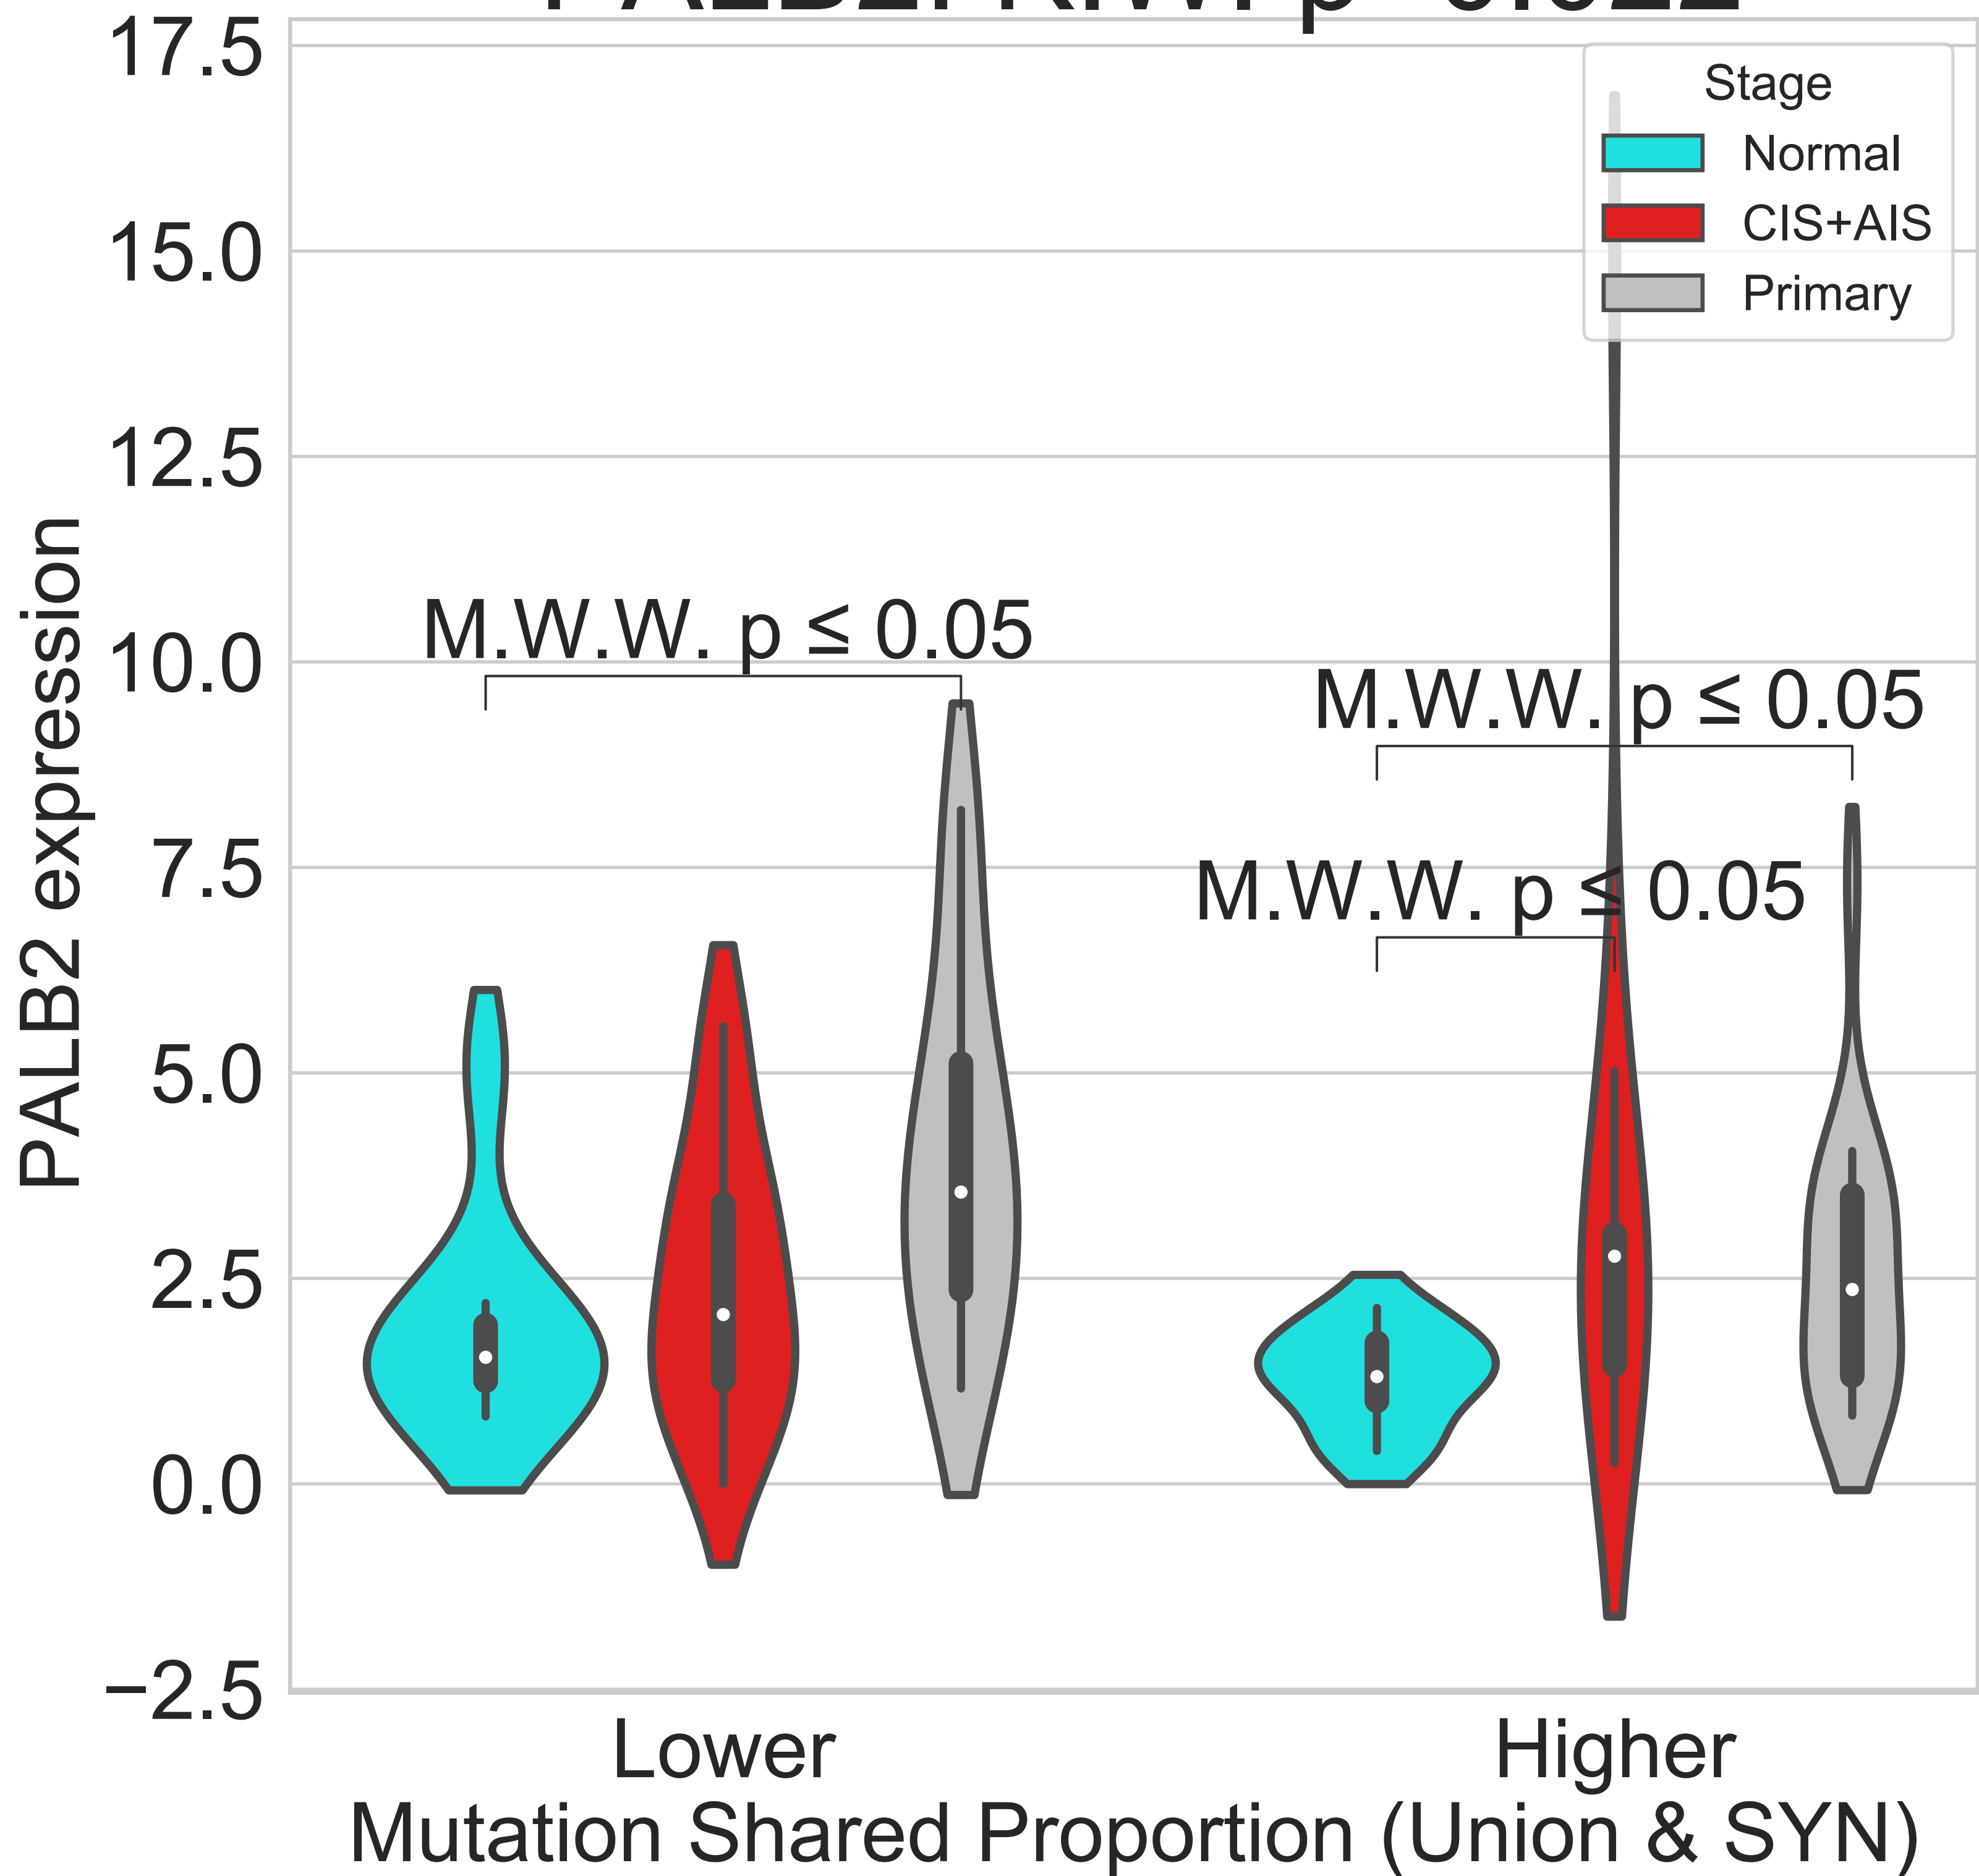 17.5
15.0
12.5
10.0
7.5
5.0
2.5
0.0
−2.5
PALB2 expression
Stage
Normal
CIS+AIS
Primary
M.W.W. p ≤ 0.05
M.W.W. p ≤ 0.05
M.W.W. p ≤ 0.05
Lower
Higher
Mutation Shared Proportion (Union & SYN)